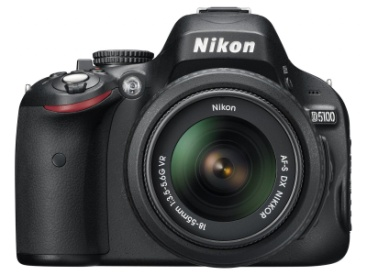 Nikon
D5100
Nikon
AF-S DX NIKKOR
18-55mm 1:3.5-5.6G VR